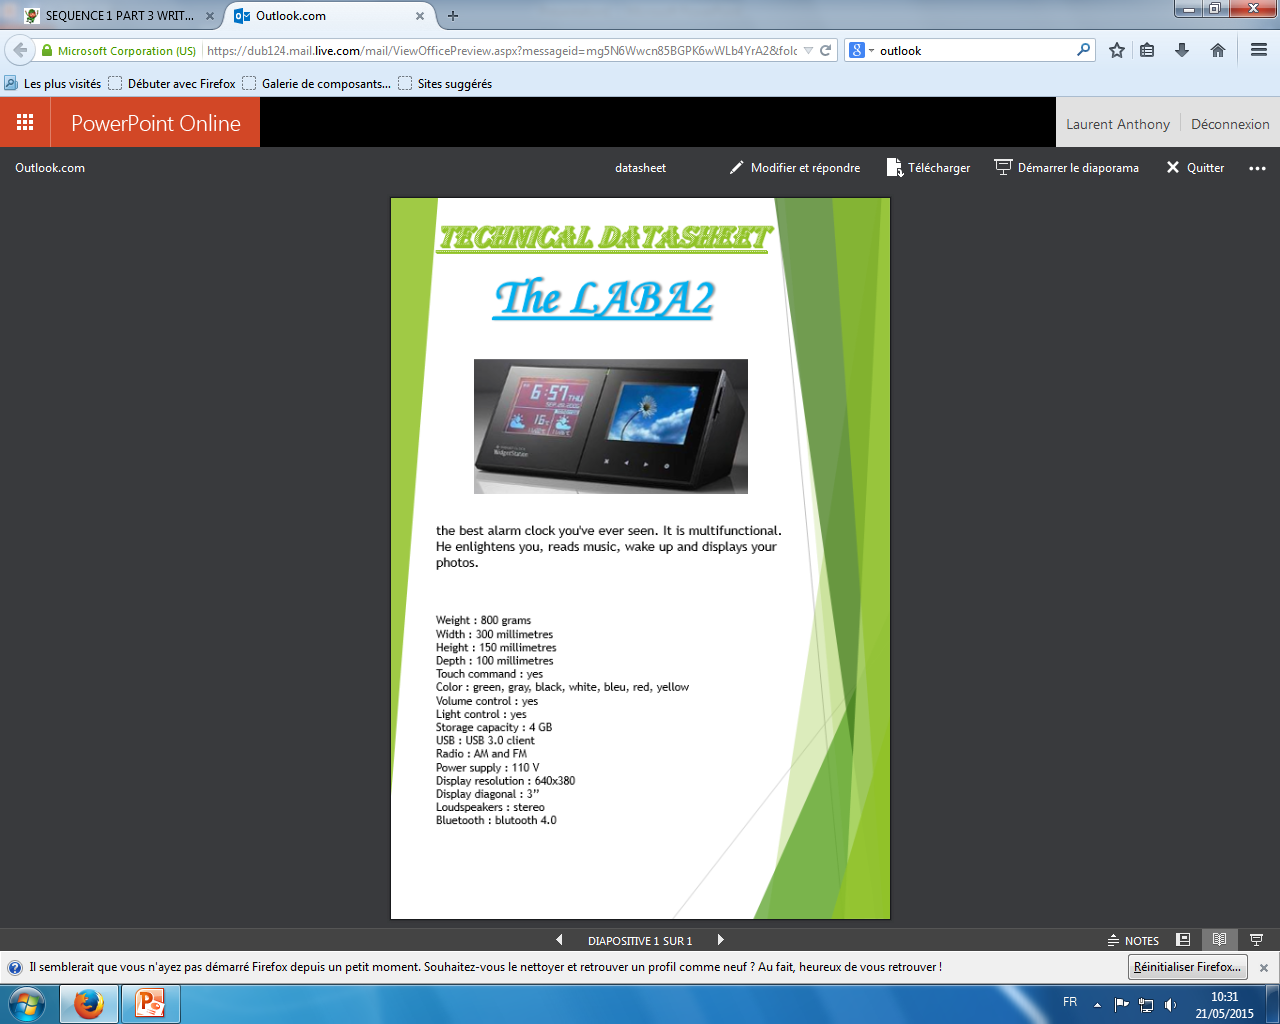 SEQUENCE 1 PART 3 WRIT...
Outlook.com
Microsoft Corporation (US)
https://dub124.mail.live.com/mail/ViewOfficePreview.aspx?messageid=mg5N6Wwcn85BGPK6wWLb4YrA2&folc
outlook
Les plus visités
Débuter avec Firefox
Galerie de composants...
Sites suggérés
PowerPoint Online
Laurent Anthony
Déconnexion
Outlook.com
datasheet
Modifier et répondre
Télécharger
Démarrer le diaporama
Quitter
TECHNICAL DATASHEET
The LABA2
6:57 THU
16
WidgetStation
the best alarm clock you've ever seen. It is multifunctional.
He enlightens you, reads music, wake up and displays your
photos.
Weight : 800 grams
Width : 300 millimetres
Height : 150 millimetres
Depth : 100 millimetres
Touch command : yes
Color : green, gray, black, white, bleu, red, yellow
Volume control : yes
Light control : yes
Storage capacity : 4 GB
USB : USB 3.0 client
Radio : AM and FM
Power supply : 110 V
Display resolution : 640x380
Display diagonal : 3’’
Loudspeakers : stereo
Bluetooth : blutooth 4.0
DIAPOSITIVE 1 SUR 1
NOTES
Il semblerait que vous n'ayez pas démarré Firefox depuis un petit moment. Souhaitez-vous le nettoyer et retrouver un profil comme neuf ? Au fait, heureux de vous retrouver !
Réinitialiser Firefox...
FR
10:31
21/05/2015